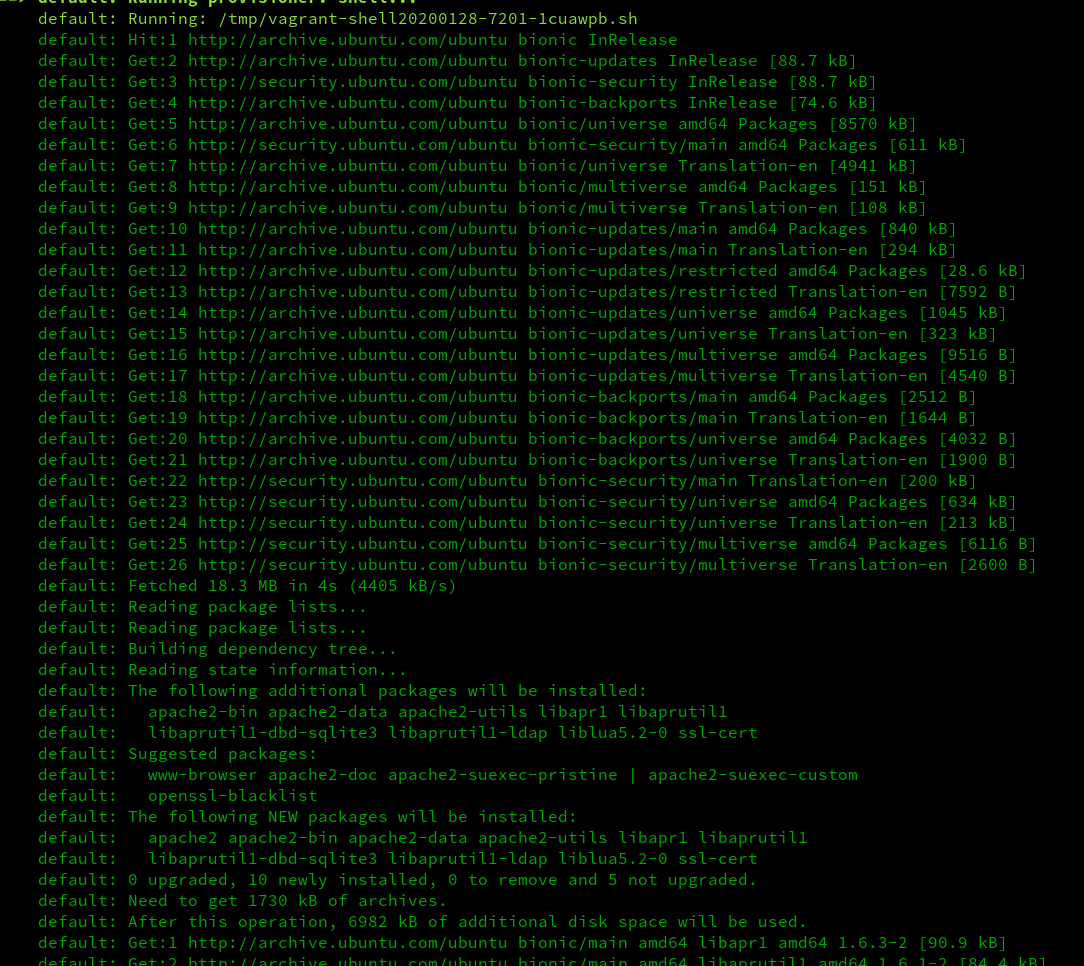 default: Running provisioner: shell...
default: Running: /tmp/vagrant-shell20200128-7201-1cuawpb.sh
default: Hit:1 http://archive.ubuntu.com/ubuntu bionic InRelease
default: Get:2 http://archive.ubuntu.com/ubuntu bionic-updates InRelease [88.7 kB]
default: Get:3 http://security.ubuntu.com/ubuntu bionic-security InRelease [88.7 kB]
default: Get:4 http://archive.ubuntu.com/ubuntu bionic-backports InRelease [74.6 kB]
default: Get:5 http://archive.ubuntu.com/ubuntu bionic/universe amd64 Packages [8570 kB]
default: Get:6 http://security.ubuntu.com/ubuntu bionic-security/main amd64 Packages [611 kB]
default: Get:7 http://archive.ubuntu.com/ubuntu bionic/universe Translation-en [4941 kB]
default: Get:8 http://archive.ubuntu.com/ubuntu bionic/multiverse amd64 Packages [151 kB]
default: Get:9 http://archive.ubuntu.com/ubuntu bionic/multiverse Translation-en [108 kB]
default: Get:10 http://archive.ubuntu.com/ubuntu bionic-updates/main amd64 Packages [840 kB]
default: Get:11 http://archive.ubuntu.com/ubuntu bionic-updates/main Translation-en [294 kB]
default: Get:12 http://archive.ubuntu.com/ubuntu bionic-updates/restricted amd64 Packages [28.6 kB]
default: Get:13 http://archive.ubuntu.com/ubuntu bionic-updates/restricted Translation-en [7592 B]
default: Get:14 http://archive.ubuntu.com/ubuntu bionic-updates/universe amd64 Packages [1045 kB]
default: Get:15 http://archive.ubuntu.com/ubuntu bionic-updates/universe Translation-en [323 kB]
default: Get:16 http://archive.ubuntu.com/ubuntu bionic-updates/multiverse amd64 Packages [9516 B]
default: Get:17 http://archive.ubuntu.com/ubuntu bionic-updates/multiverse Translation-en [4540 B]
default: Get:18 http://archive.ubuntu.com/ubuntu bionic-backports/main amd64 Packages [2512 B]
default: Get:19 http://archive.ubuntu.com/ubuntu bionic-backports/main Translation-en [1644 B]
default: Get:20 http://archive.ubuntu.com/ubuntu bionic-backports/universe amd64 Packages [4032 B]
default: Get:21 http://archive.ubuntu.com/ubuntu bionic-backports/universe Translation-en [1900 B]
default: Get:22 http://security.ubuntu.com/ubuntu bionic-security/main Translation-en [200 kB]
default: Get:23 http://security.ubuntu.com/ubuntu bionic-security/universe amd64 Packages [634 kB]
default: Get:24 http://security.ubuntu.com/ubuntu bionic-security/universe Translation-en [213 kB]
default: Get:25 http://security.ubuntu.com/ubuntu bionic-security/multiverse amd64 Packages [6116 B]
default: Get:26 http://security.ubuntu.com/ubuntu bionic-security/multiverse Translation-en [2600 B]
default: Fetched 18.3 MB in 4s (4405 kB/s)
default: Reading package lists...
default: Reading package lists...
default: Building dependency tree...
default: Reading state information...
default: The following additional packages will be installed:
default:   apache2-bin apache2-data apache2-utils libapr1 libaprutil1
default:   libaprutil1-dbd-sqlite3 libaprutil1-ldap liblua5.2-0 ssl-cert
default: Suggested packages:
default:   www-browser apache2-doc apache2-suexec-pristine | apache2-suexec-custom
default:   openssl-blacklist
default: The following NEW packages will be installed:
default:   apache2 apache2-bin apache2-data apache2-utils libapr1 libaprutil1
default:   libaprutil1-dbd-sqlite3 libaprutil1-ldap liblua5.2-0 ssl-cert
default: 0 upgraded, 10 newly installed, 0 to remove and 5 not upgraded.
default: Need to get 1730 kB of archives.
default: After this operation, 6982 kB of additional disk space will be used.
default: Get:1 http://archive.ubuntu.com/ubuntu bionic/main amd64 libapr1 amd64 1.6.3-2 [90.9 kB]
default: Get:2 http://archive.ubuntu.com/ubuntu bionic/main amd64 libaprutil1 amd64 1.6.1-2 [84.4 kB]